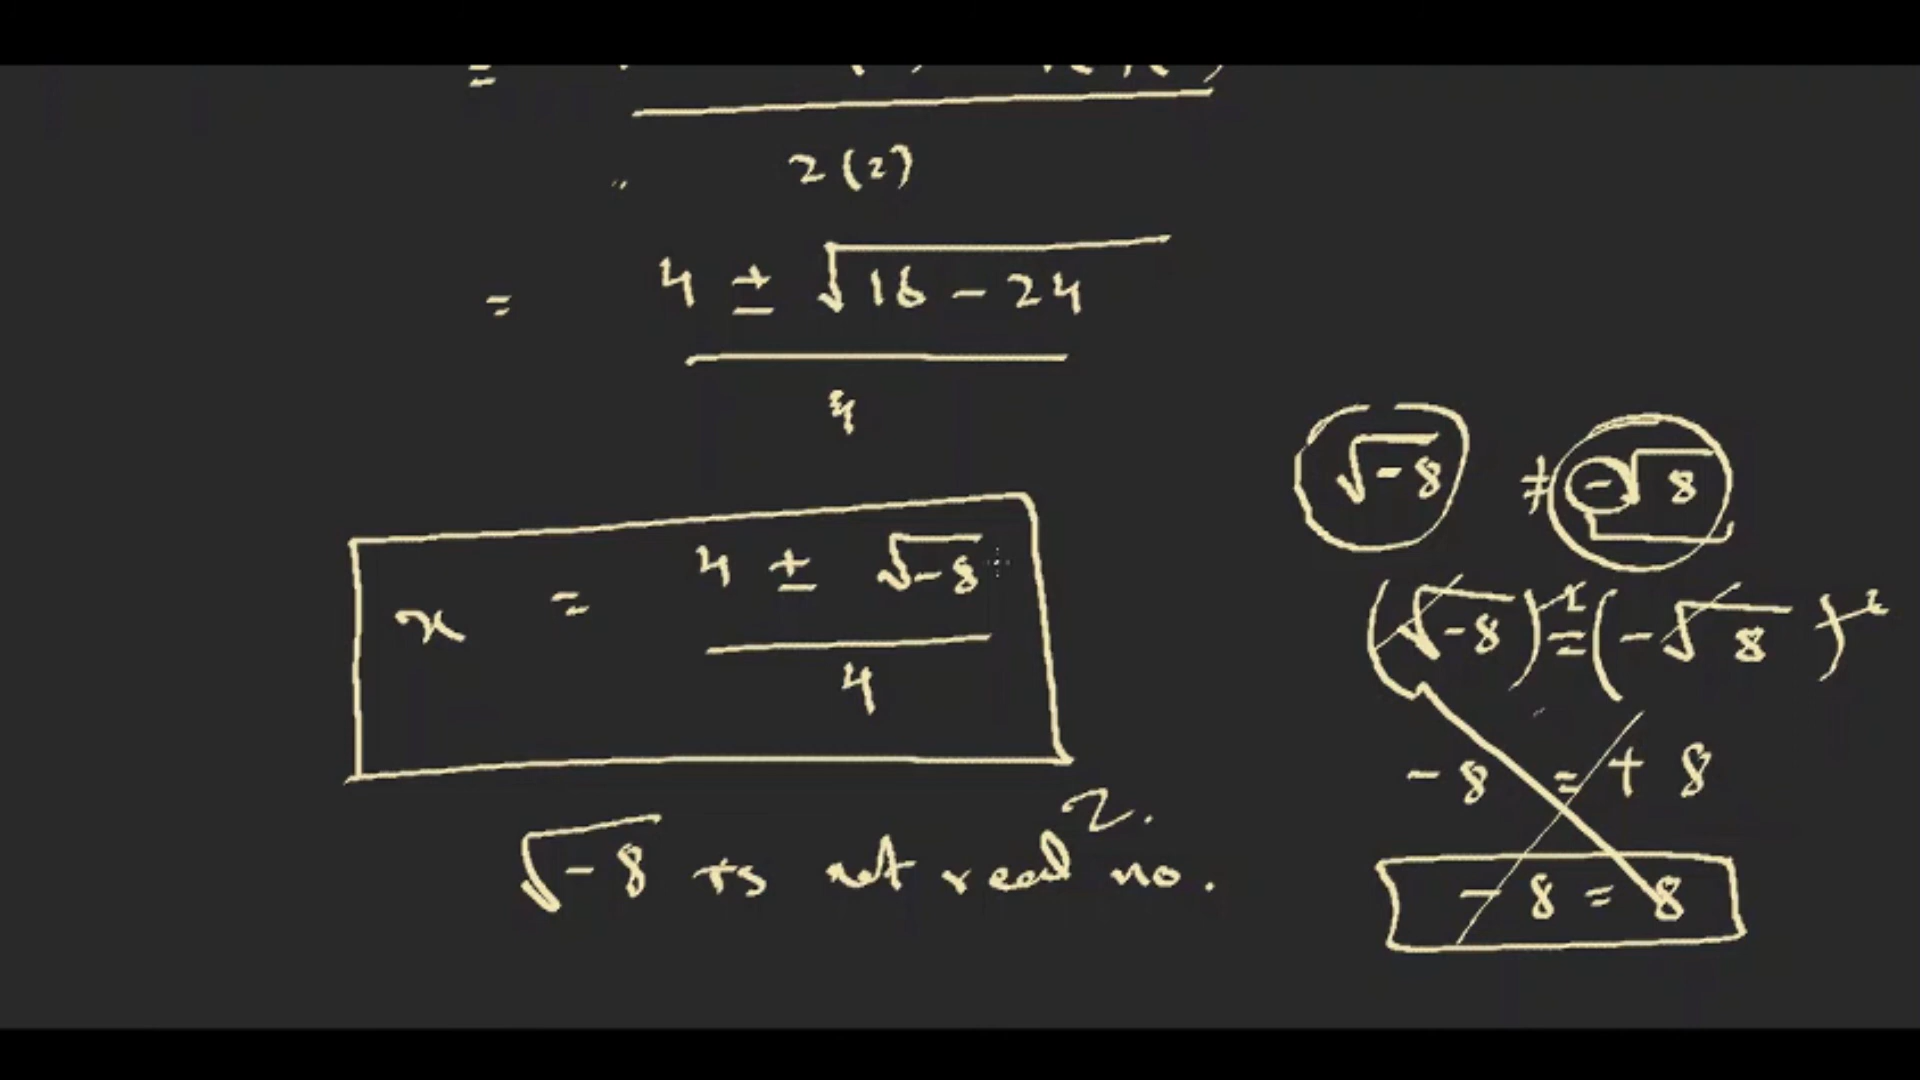 =
2 (2)
= 4 ± √16 - 24
4
√-8 ≠ -√8
x = 4 ± √-8
4
(√-8)² = (-√8)²
- 8 = + 8
√-8 is not real no.
- 8 = 8